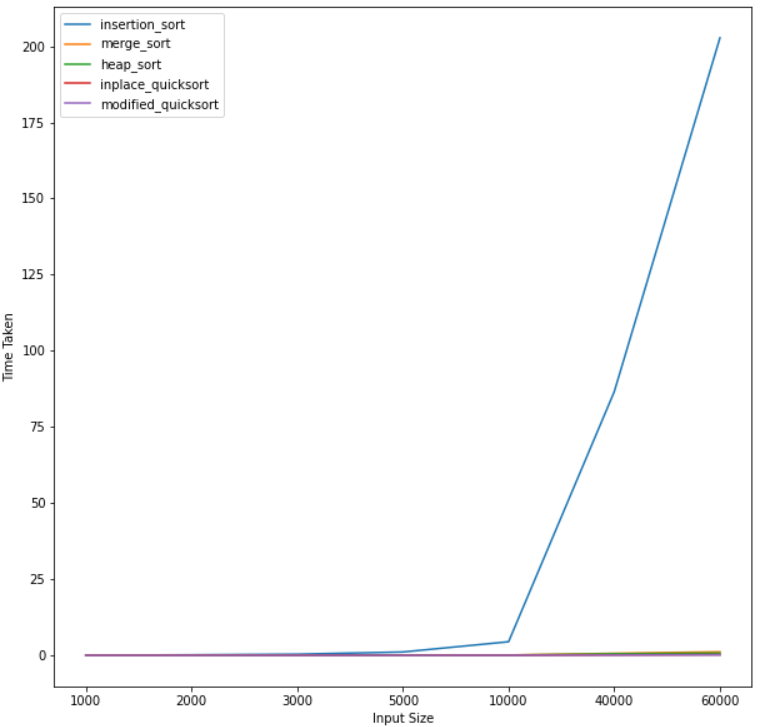 insertion_sort
merge_sort
heap_sort
inplace_quicksort
modified_quicksort
200
175
150
125
100
75
50
25
0
Time Taken
1000 2000 3000 5000 10000 40000 60000
Input Size